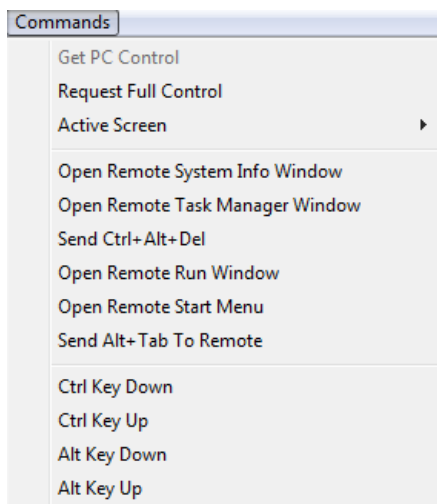 Commands
Get PC Control
Request Full Control
Active Screen
Open Remote System Info Window
Open Remote Task Manager Window
Send Ctrl+Alt+Del
Open Remote Run Window
Open Remote Start Menu
Send Alt+Tab To Remote
Ctrl Key Down
Ctrl Key Up
Alt Key Down
Alt Key Up